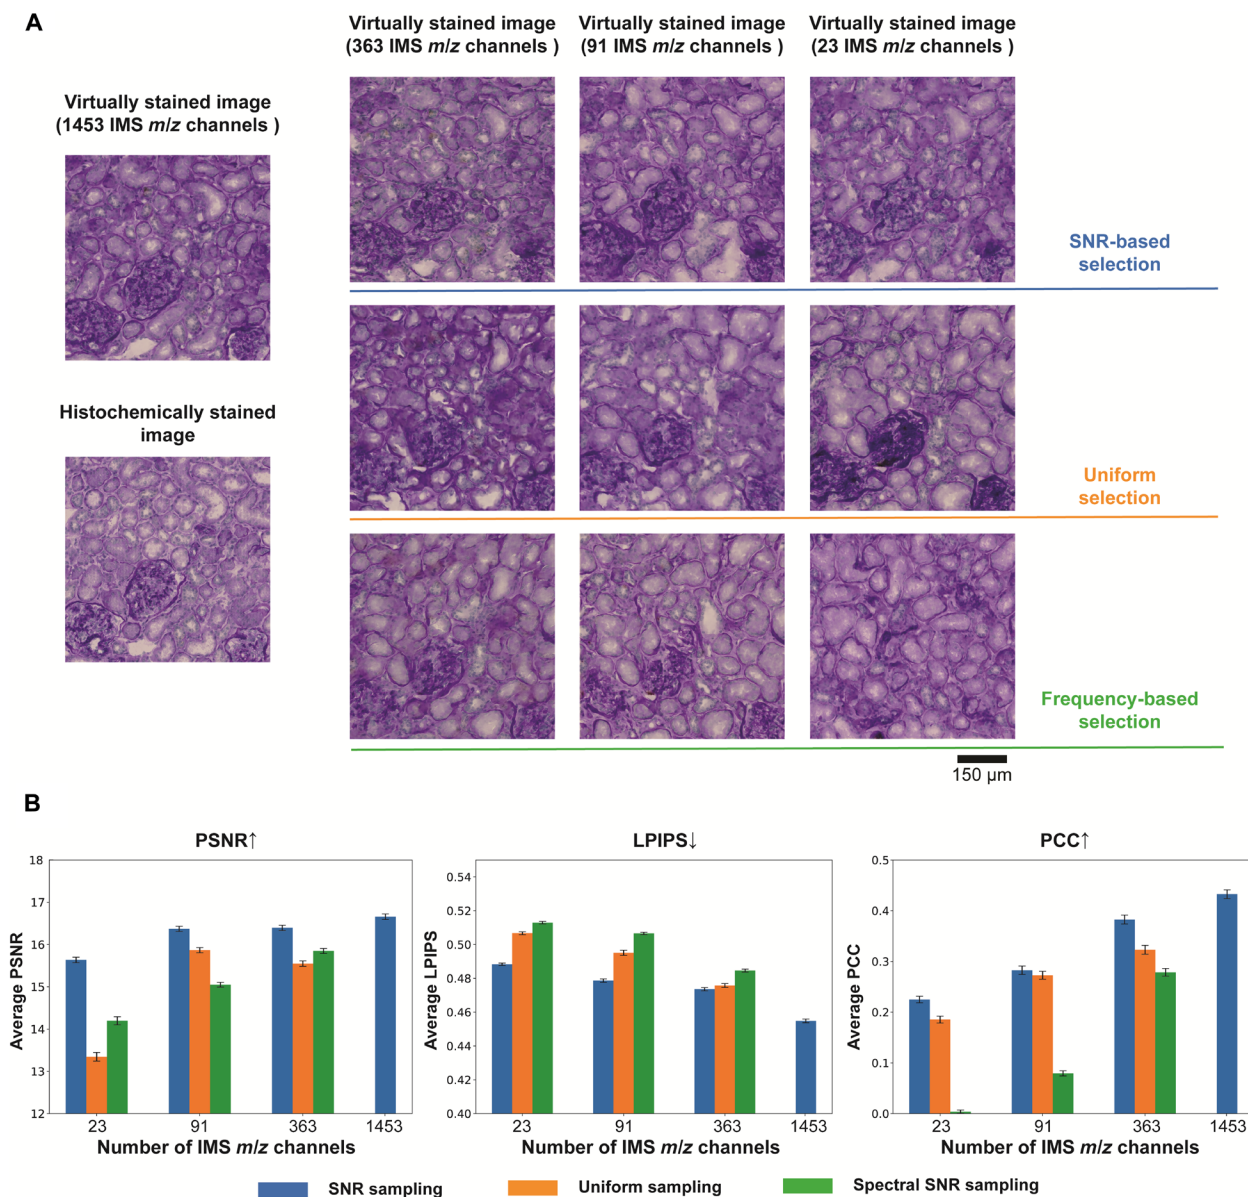 A
Virtually stained image
(363 IMS m/z channels )
Virtually stained image
(91 IMS m/z channels )
Virtually stained image
(23 IMS m/z channels )
Virtually stained image
(1453 IMS m/z channels )
Histochemically stained
image
SNR-based
selection
Uniform
selection
Frequency-based
selection
150 µm
B
PSNR↑
Average PSNR
18
17
16
15
14
13
12
23
91
363
1453
Number of IMS m/z channels
LPIPS↓
Average LPIPS
0.54
0.52
0.50
0.48
0.46
0.44
0.42
0.40
23
91
363
1453
Number of IMS m/z channels
PCC↑
Average PCC
0.5
0.4
0.3
0.2
0.1
0.0
23
91
363
1453
Number of IMS m/z channels
SNR sampling
Uniform sampling
Spectral SNR sampling